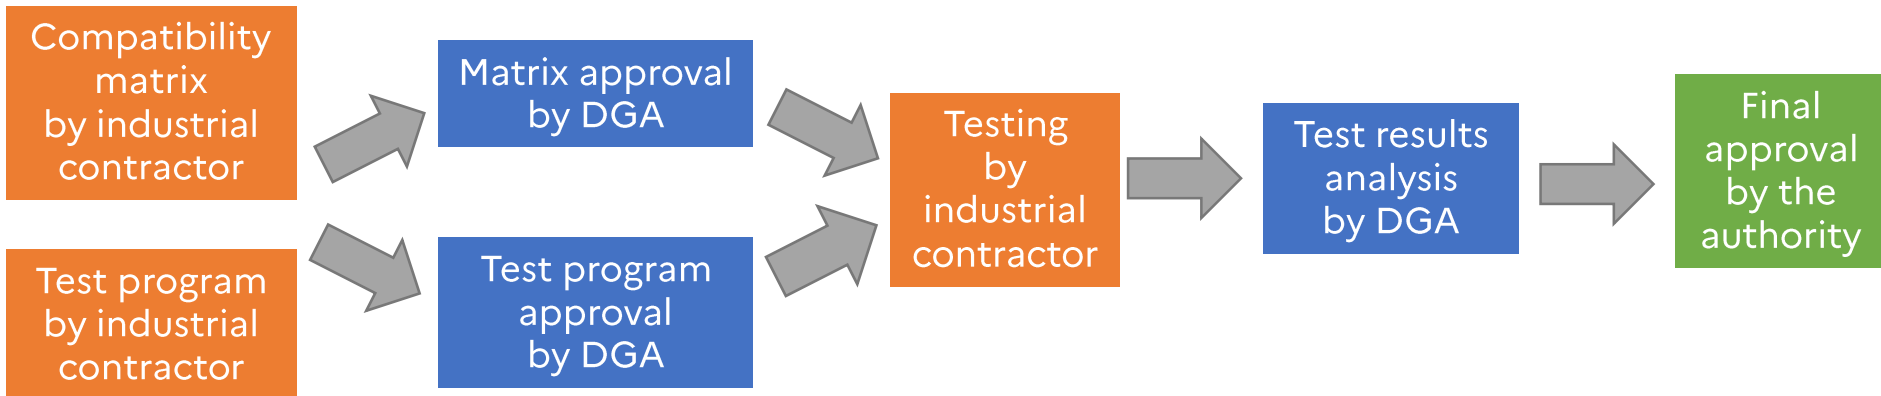 Compatibility
matrix
by industrial
contractor
Test program
by industrial
contractor
Matrix approval
by DGA
Test program
approval
by DGA
Testing
by
industrial
contractor
Test results
analysis
by DGA
Final
approval
by the
authority